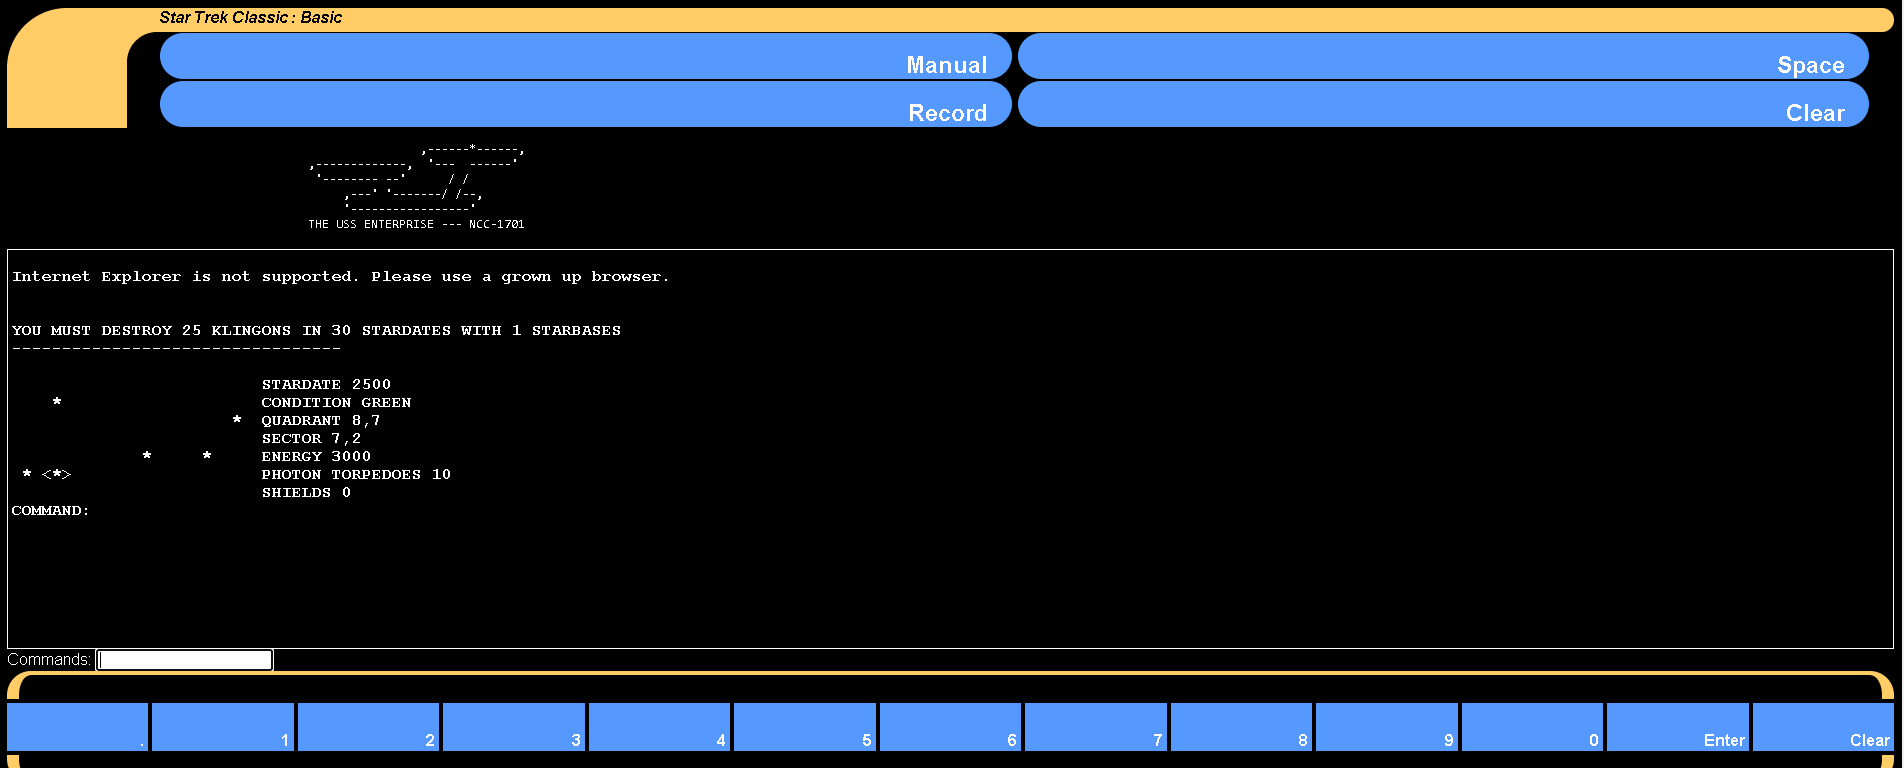 Star Trek Classic : Basic
Manual
Space
Record
Clear
,------*------,
,-------------, '---  ------'
'-------- --'      / /
,---' '-------/ /--,
'-----------------'
THE USS ENTERPRISE --- NCC-1701
Internet Explorer is not supported. Please use a grown up browser.
YOU MUST DESTROY 25 KLINGONS IN 30 STARDATES WITH 1 STARBASES
---------------------------------
STARDATE 2500
* CONDITION GREEN
* QUADRANT 8,7
SECTOR 7,2
* * ENERGY 3000
* <*> PHOTON TORPEDOES 10
SHIELDS 0
COMMAND:
Commands:
. 1 2 3 4 5 6 7 8 9 0 Enter Clear